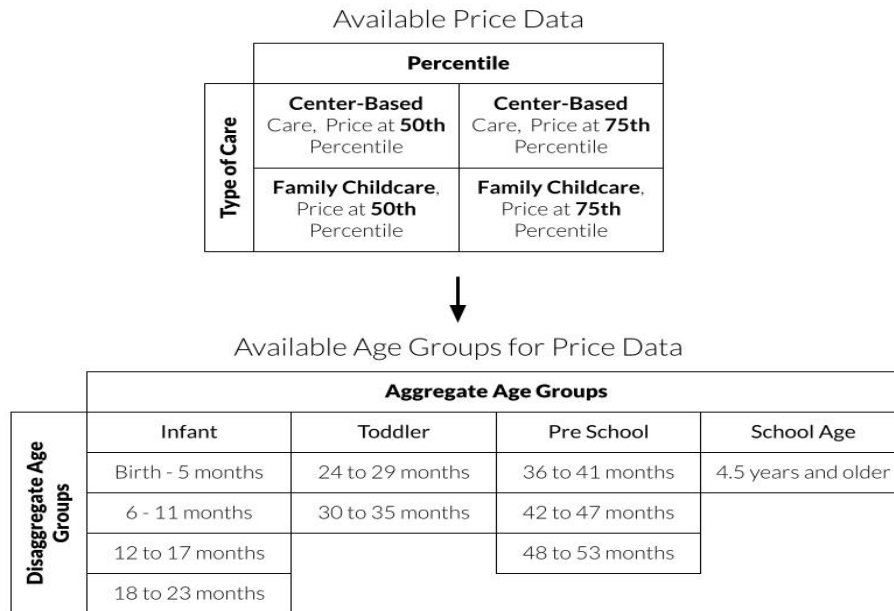 Available Price Data
Percentile
Type of Care
Center-Based
Care, Price at 50th
Percentile
Center-Based
Care, Price at 75th
Percentile
Family Childcare,
Price at 50th
Percentile
Family Childcare,
Price at 75th
Percentile
Available Age Groups for Price Data
Aggregate Age Groups
Disaggregate Age
Groups
Infant
Toddler
Pre School
School Age
Birth - 5 months
24 to 29 months
36 to 41 months
4.5 years and older
6 - 11 months
30 to 35 months
42 to 47 months
12 to 17 months
48 to 53 months
18 to 23 months